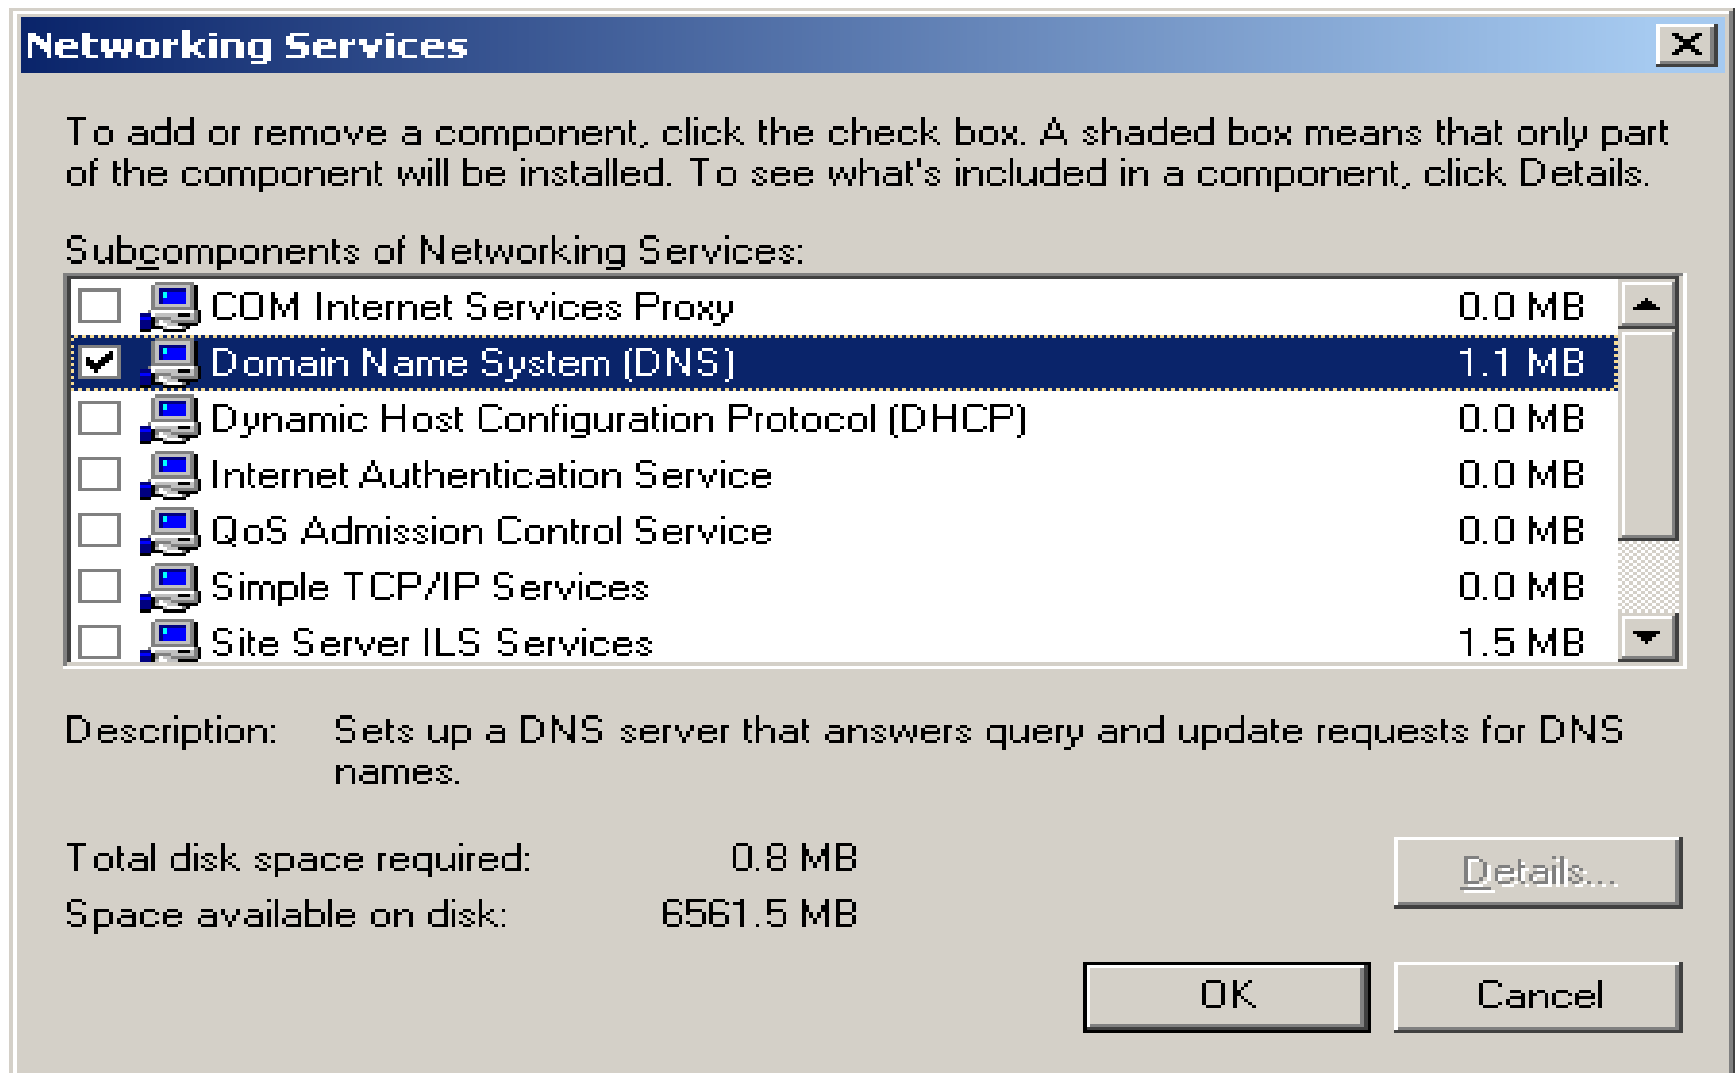 Networking Services
To add or remove a component, click the check box. A shaded box means that only part
of the component will be installed. To see what's included in a component, click Details.
Subcomponents of Networking Services:
COM Internet Services Proxy 0.0 MB
Domain Name System (DNS) 1.1 MB
Dynamic Host Configuration Protocol (DHCP) 0.0 MB
Internet Authentication Service 0.0 MB
QoS Admission Control Service 0.0 MB
Simple TCP/IP Services 0.0 MB
Site Server ILS Services 1.5 MB
Description: Sets up a DNS server that answers query and update requests for DNS
names.
Total disk space required: 0.8 MB
Space available on disk: 6561.5 MB
Details...
OK Cancel